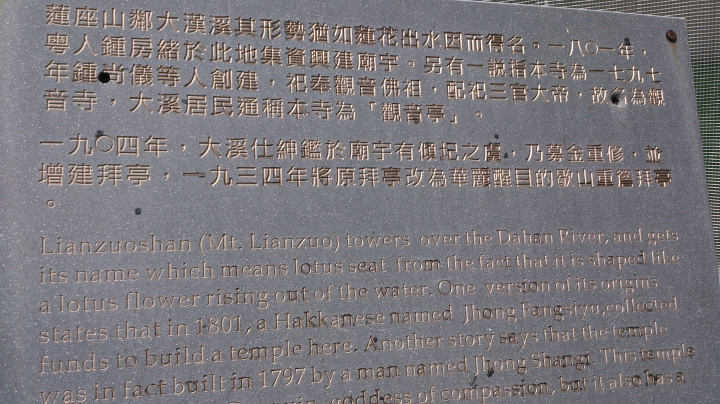 蓮座山鄰大漢溪其形勢猶如蓮花出水因而得名。一八〇一年，
粵人鍾房緒於此地集資興建廟宇。另有一説指本寺為一七九七
年鍾尚儀等人創建，祀奉觀音佛祖，配祀三官大帝，故名為觀
音寺，大溪居民通稱本寺為「觀音亭」。
一九〇四年，大溪仕紳鑑於廟宇有傾圮之虞，乃募金重修，並
增建拜亭，一九三四年將原拜亭改為華麗醒目的歇山重簷拜亭
。
Lianzuoshan (Mt. Lianzuo) towers over the Dahan River, and gets
its name which means lotus seat from the fact that it is shaped like
a lotus flower rising out of the water. One version of its origins
states that in 1801, a Hakkanese named Jhong Fangsiyu,collected
funds to build a temple here. Another story says that the temple
was in fact built in 1797 by a man named Jhong Shangi. This temple
goddess of compassion, but it also has a